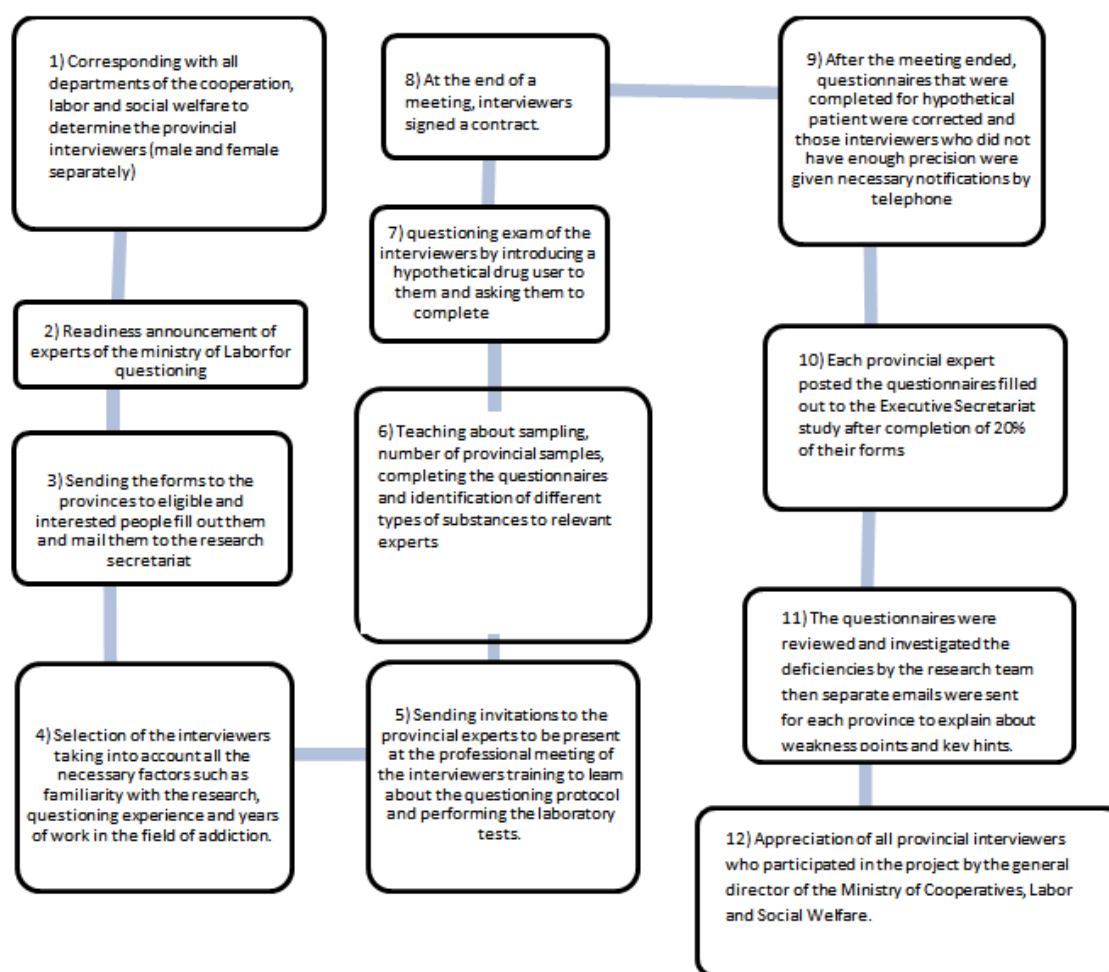 1) Corresponding with all
departments of the cooperation,
labor and social welfare to
determine the provincial
interviewers (male and female
separately)
2) Readiness announcement of
experts of the ministry of Labor for
questioning
3) Sending the forms to the
provinces to eligible and
interested people fill out them
and mail them to the research
secretariat
4) Selection of the interviewers
taking into account all the
necessary factors such as
familiarity with the research,
questioning experience and years
of work in the field of addiction.
5) Sending invitations to the
provincial experts to be present
at the professional meeting of
the interviewers training to learn
about the questioning protocol
and performing the laboratory
tests.
6) Teaching about sampling,
number of provincial samples,
completing the questionnaires
and identification of different
types of substances to relevant
experts
7) questioning exam of the
interviewers by introducing a
hypothetical drug user to
them and asking them to
complete
8) At the end of a
meeting, interviewers
signed a contract.
9) After the meeting ended,
questionnaires that were
completed for hypothetical
patient were corrected and
those interviewers who did not
have enough precision were
given necessary notifications by
telephone
10) Each provincial expert
posted the questionnaires filled
out to the Executive Secretariat
study after completion of 20%
of their forms
11) The questionnaires were
reviewed and investigated the
deficiencies by the research team
then separate emails were sent
for each province to explain about
weakness points and key hints.
12) Appreciation of all provincial interviewers
who participated in the project by the general
director of the Ministry of Cooperatives, Labor
and Social Welfare.